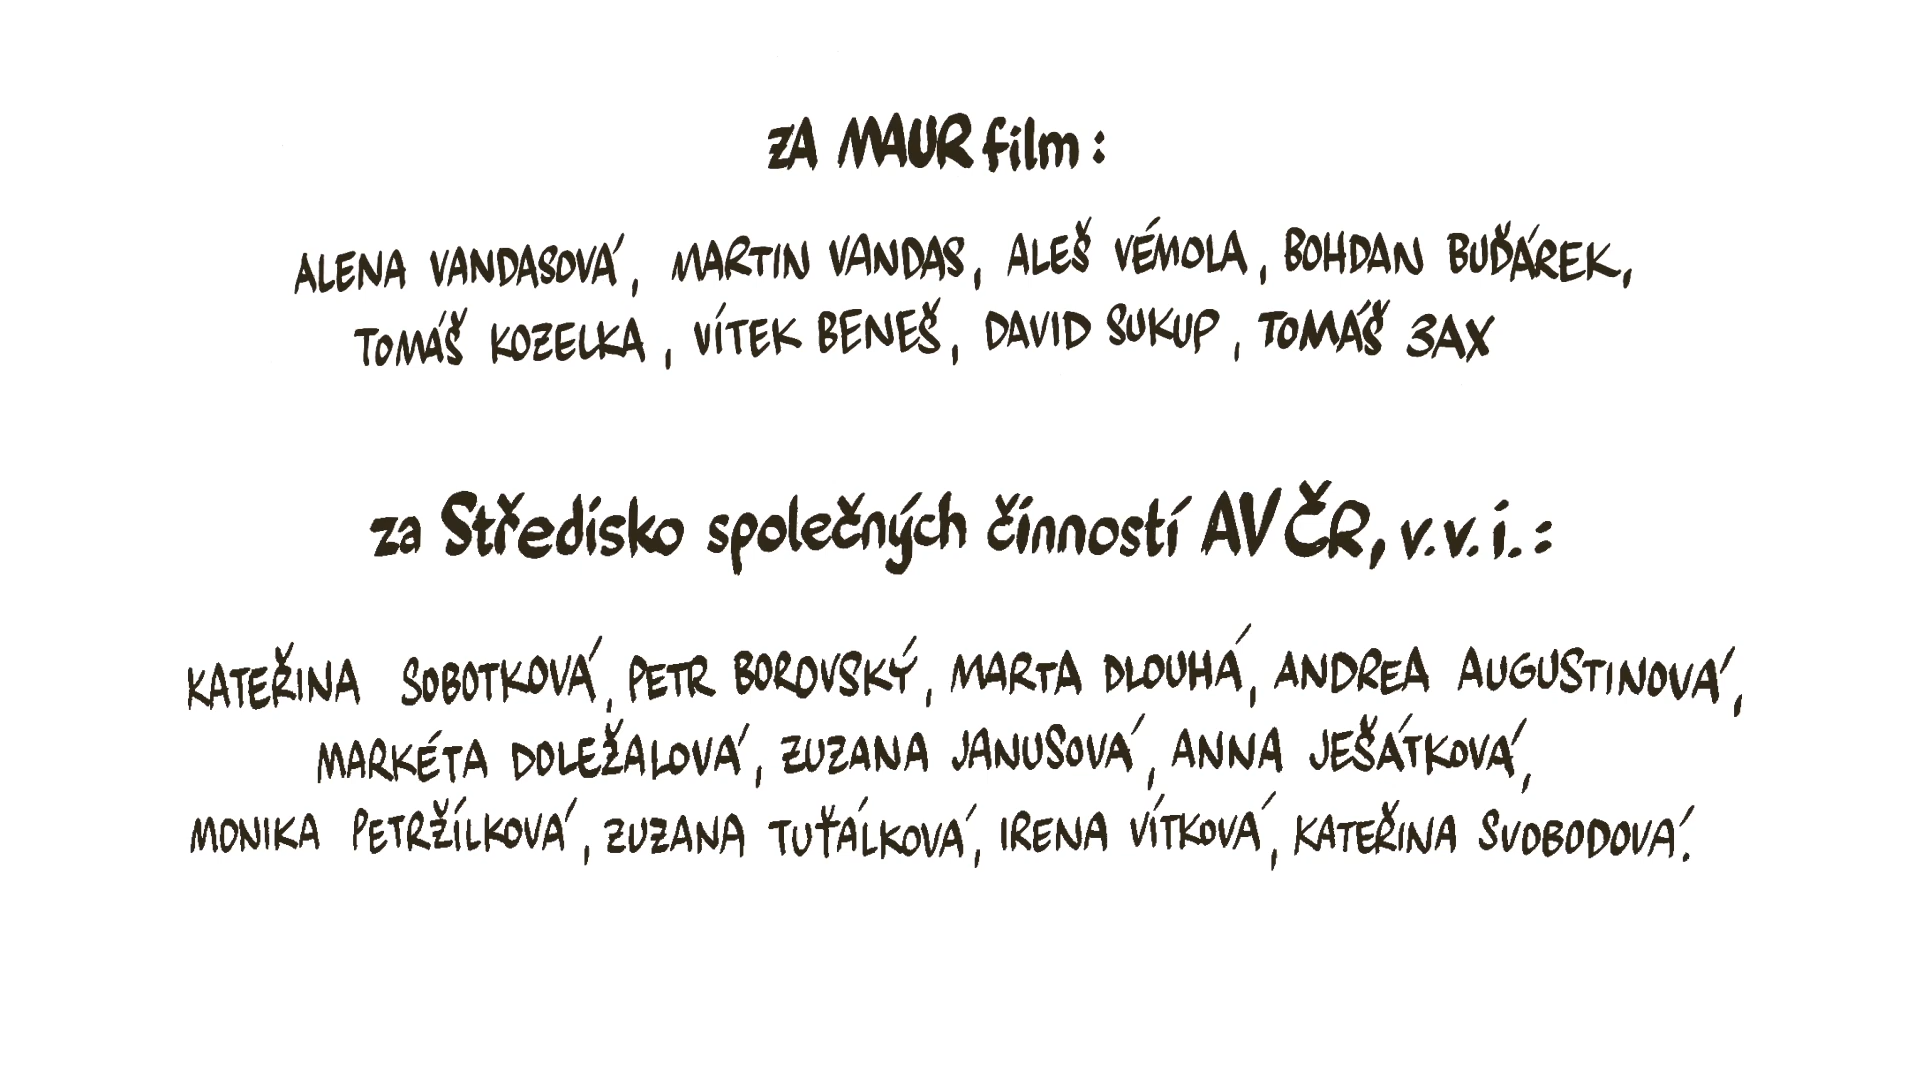 ZA MAUR film :
ALENA VANDASOVÁ, MARTIN VANDAS, ALEŠ VÉMOLA, BOHDAN BUĎÁREK,
TOMÁŠ KOZELKA, VÍTEK BENEŠ, DAVID SUKUP, TOMÁŠ 3AX
za Středisko společných činností AV ČR, v.v.i. :
KATEŘINA SOBOTKOVÁ, PETR BOROVSKÝ, MARTA DLOUHÁ, ANDREA AUGUSTINOVÁ,
MARKÉTA DOLEŽALOVÁ, ZUZANA JANUSOVÁ, ANNA JEŠÁTKOVÁ,
MONIKA PETRŽÍLKOVÁ, ZUZANA TUŤÁLKOVÁ, IRENA VÍTKOVÁ, KATEŘINA SVOBODOVÁ.